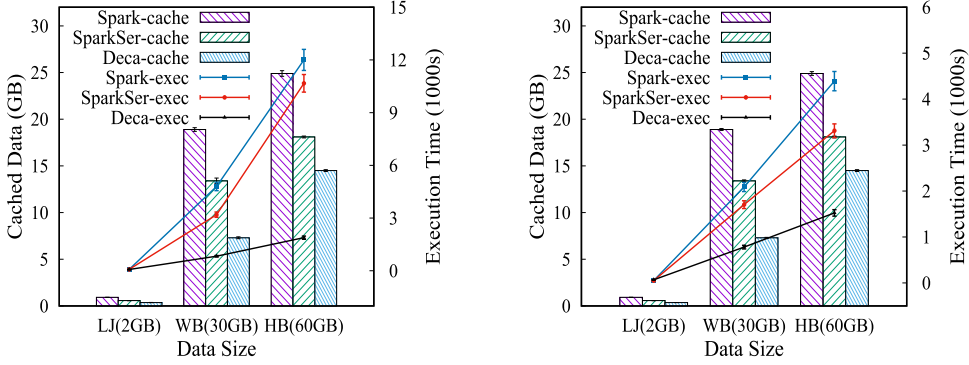 Cached Data (GB)
30
25
20
15
10
5
0
Spark-cache
SparkSer-cache
Deca-cache
Spark-exec
SparkSer-exec
Deca-exec
15
12
9
6
3
0
Execution Time (1000s)
LJ(2GB) WB(30GB) HB(60GB)
Data Size
Cached Data (GB)
30
25
20
15
10
5
0
Spark-cache
SparkSer-cache
Deca-cache
Spark-exec
SparkSer-exec
Deca-exec
6
5
4
3
2
1
0
Execution Time (1000s)
LJ(2GB) WB(30GB) HB(60GB)
Data Size